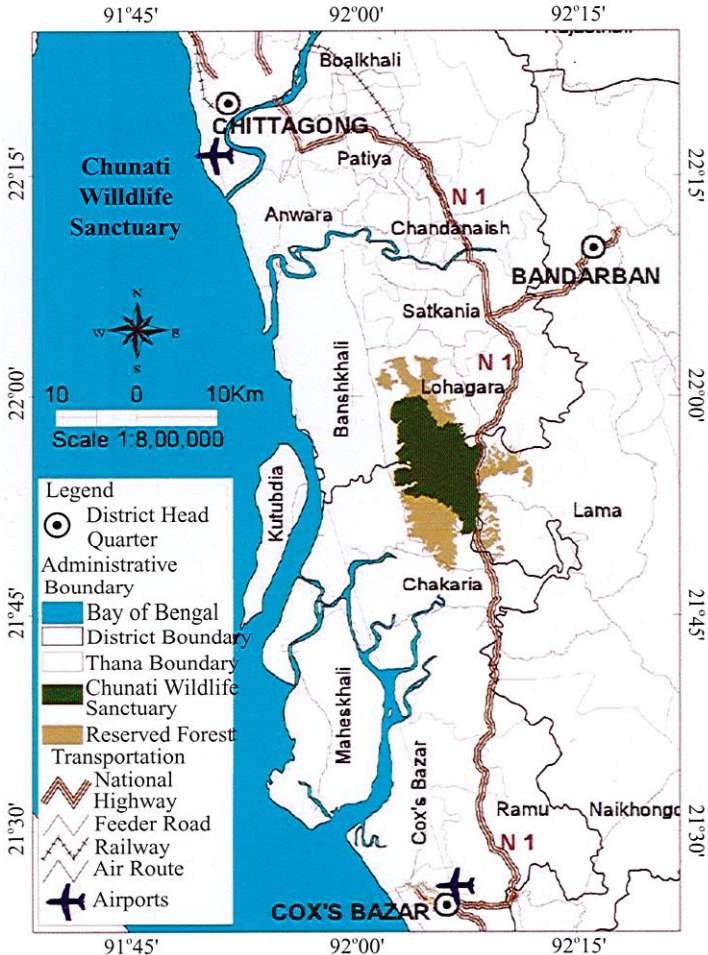 91°45'
92°00'
92°15'
Boalkhali
CHITTAGONG
Patiya
22°15'
22°15'
Chunati
Willdlife
Sanctuary
N 1
Anwara
Chandanaish
BANDARBAN
Satkania
N
W
E
S
N 1
Banshkhali
Lohagara
22°00'
22°00'
10 0 10Km
Scale 1:8,00,000
Kutubdia
Lama
Legend
District Head
Quarter
Administrative
Boundary
Bay of Bengal
District Boundary
Thana Boundary
Chunati Wildlife
Sanctuary
Reserved Forest
Transportation
National
Highway
Feeder Road
Railway
Air Route
Airports
Chakaria
21°45'
21°45'
Maheskhali
Cox's Bazar
Ramu
Naikhongc
21°30'
21°30'
N 1
COX'S BAZAR
91°45'
92°00'
92°15'